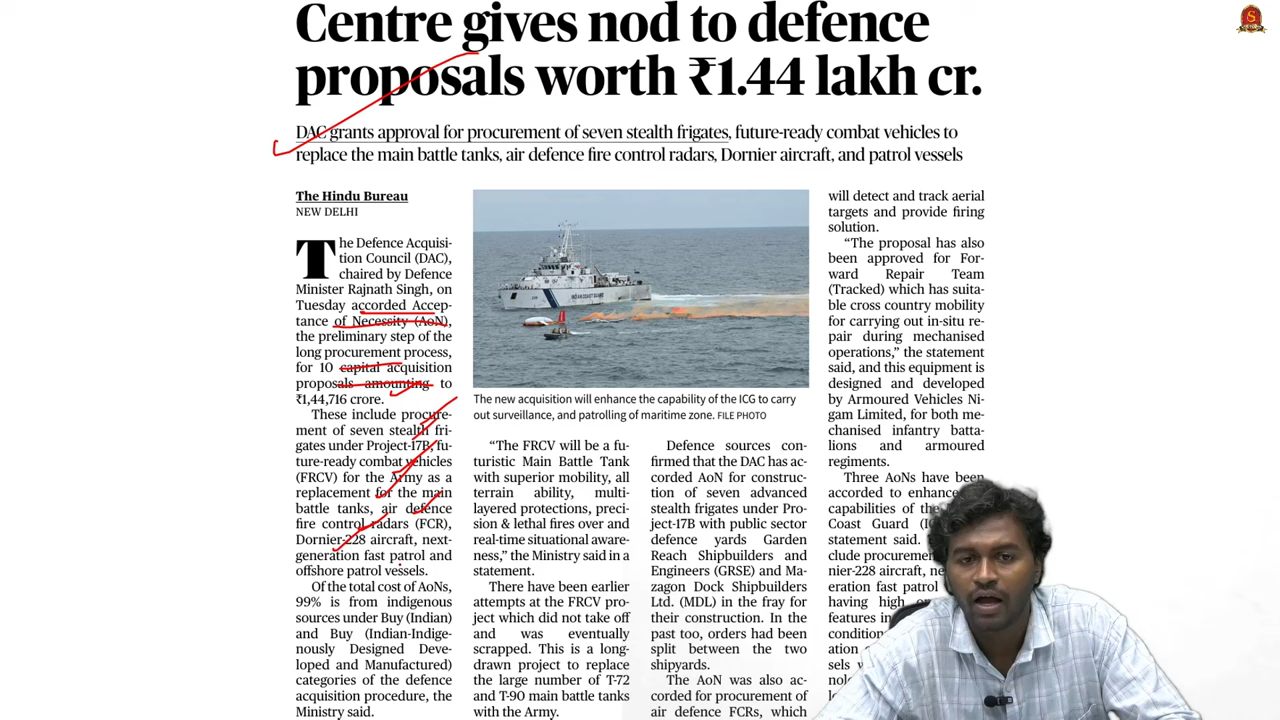 Centre gives nod to defence
proposals worth ₹1.44 lakh cr.
DAC grants approval for procurement of seven stealth frigates, future-ready combat vehicles to
replace the main battle tanks, air defence fire control radars, Dornier aircraft, and patrol vessels
The Hindu Bureau
NEW DELHI
The Defence Acquisi-
tion Council (DAC),
chaired by Defence
Minister Rajnath Singh, on
Tuesday accorded Accep-
tance of Necessity (AoN),
the preliminary step of the
long procurement process,
for 10 capital acquisition
proposals amounting to
₹1,44,716 crore.
These include procure-
ment of seven stealth fri-
gates under Project-17B, fu-
ture-ready combat vehicles
(FRCV) for the Army as a
replacement for the main
battle tanks, air defence
fire control radars (FCR),
Dornier-228 aircraft, next-
generation fast patrol and
offshore patrol vessels.
Of the total cost of AoNs,
99% is from indigenous
sources under Buy (Indian)
and Buy (Indian-Indige-
nously Designed Deve-
loped and Manufactured)
categories of the defence
acquisition procedure, the
Ministry said.
INDIAN COAST GUARD
The new acquisition will enhance the capability of the ICG to carry
out surveillance, and patrolling of maritime zone. FILE PHOTO
“The FRCV will be a fu-
turistic Main Battle Tank
with superior mobility, all
terrain ability, multi-
layered protections, preci-
sion & lethal fires over and
real-time situational aware-
ness,” the Ministry said in a
statement.
There have been earlier
attempts at the FRCV pro-
ject which did not take off
and was eventually
scrapped. This is a long-
drawn project to replace
the large number of T-72
and T-90 main battle tanks
with the Army.
Defence sources con-
firmed that the DAC has ac-
corded AoN for construc-
tion of seven advanced
stealth frigates under Pro-
ject-17B with public sector
defence yards Garden
Reach Shipbuilders and
Engineers (GRSE) and Ma-
zagon Dock Shipbuilders
Ltd. (MDL) in the fray for
their construction. In the
past too, orders had been
split between the two
shipyards.
The AoN was also ac-
corded for procurement of
air defence FCRs, which
will detect and track aerial
targets and provide firing
solution.
“The proposal has also
been approved for For-
ward Repair Team
(Tracked) which has suita-
ble cross country mobility
for carrying out in-situ re-
pair during mechanised
operations,” the statement
said, and this equipment is
designed and developed
by Armoured Vehicles Ni-
gam Limited, for both me-
chanised infantry batta-
lions and armoured
regiments.
Three AoNs have been
accorded to enhance
capabilities of the
Coast Guard
statement said.
clude procuremen
nier-228 aircraft, ne
eration fast patrol
having high
features in
condition
ation
sels